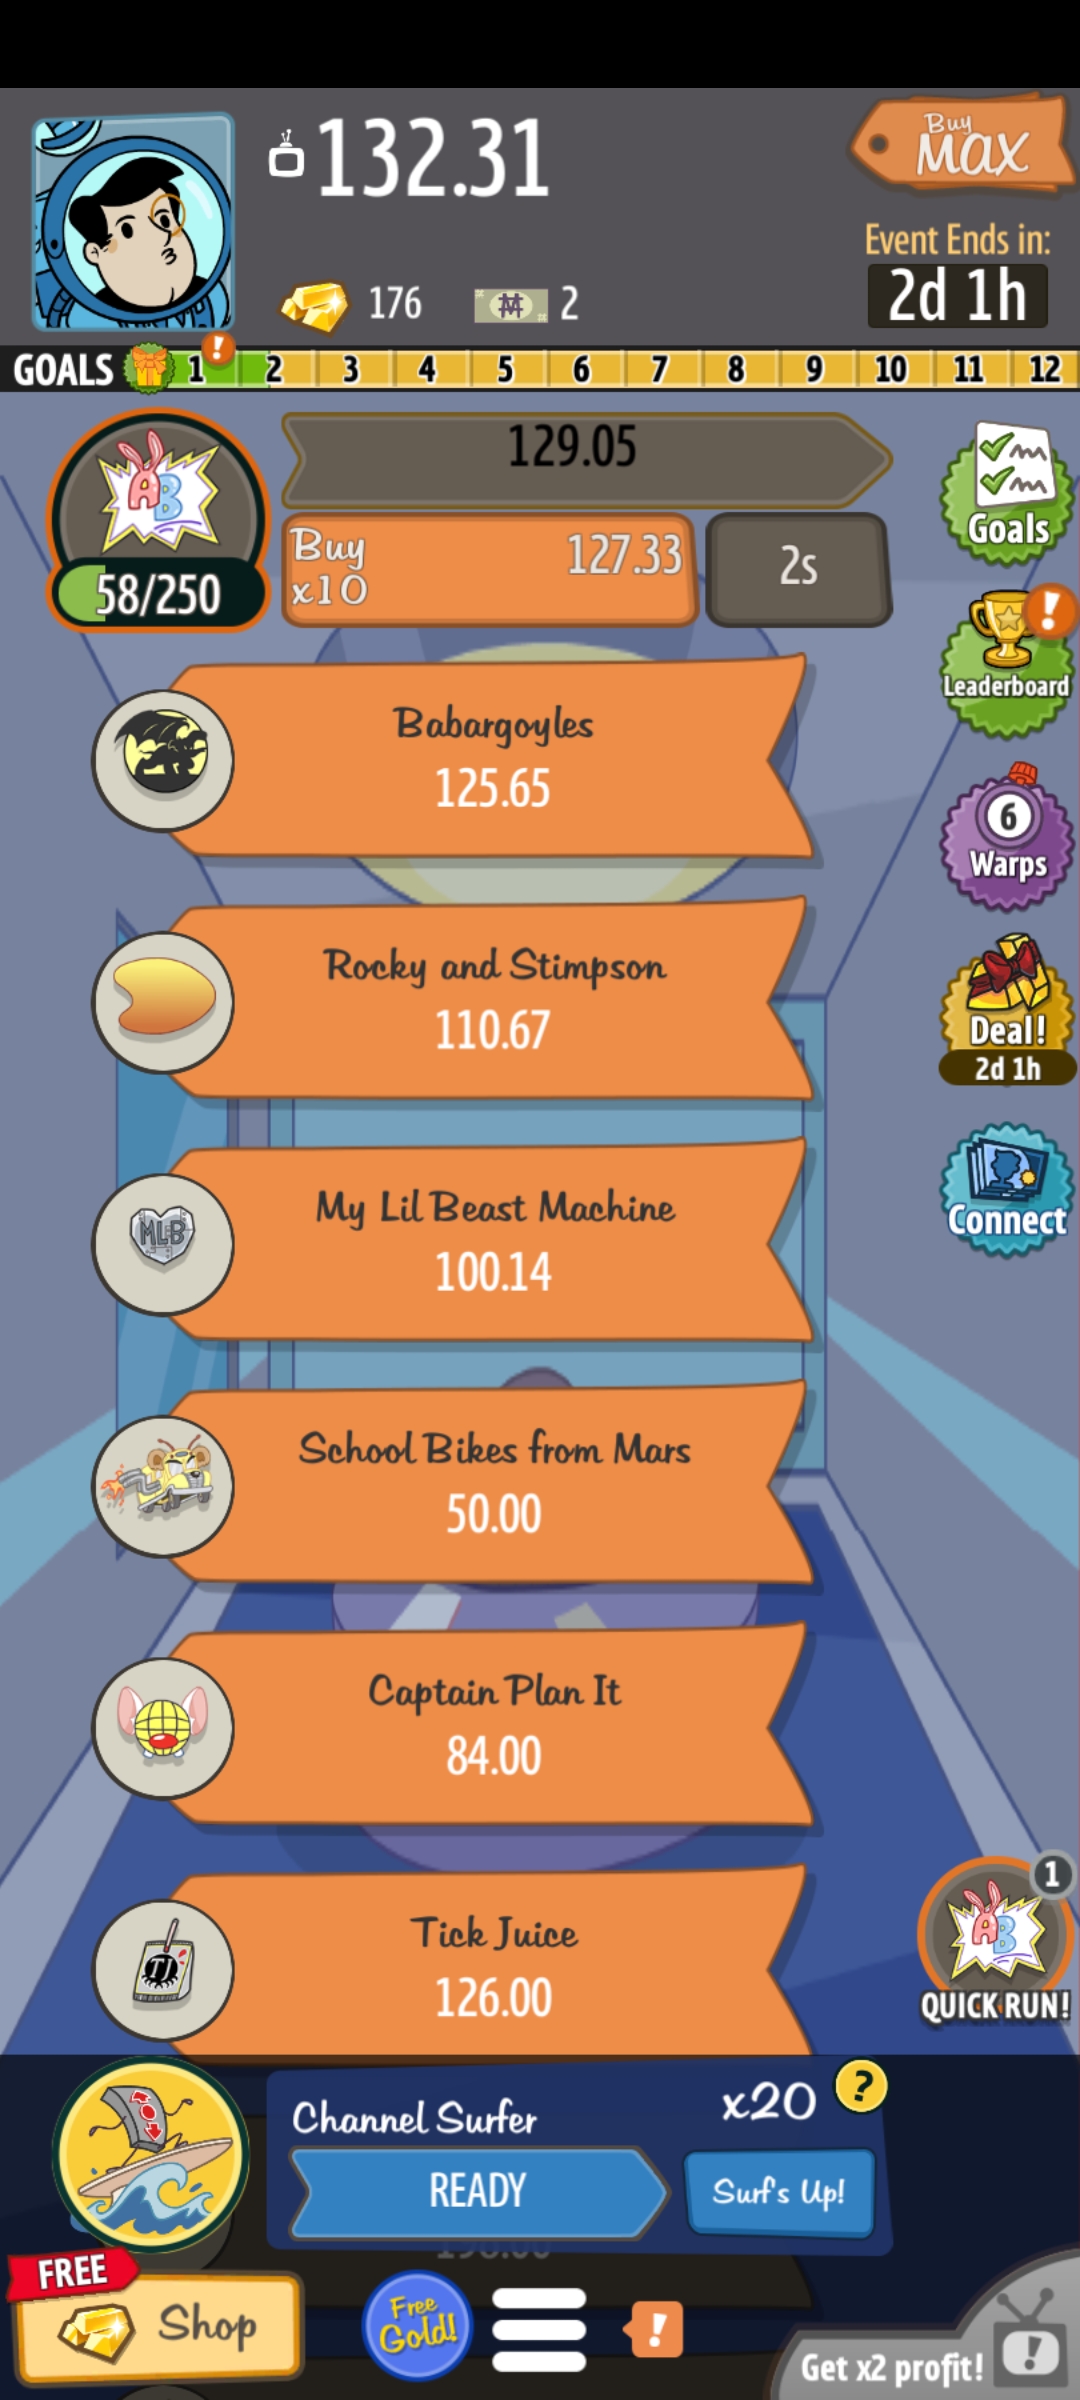 132.31
Buy
MAX
176
2
Event Ends in:
2d 1h
GOALS 1 ! 2 3 4 5 6 7 8 9 10 11 12
AB
58/250
129.05
Buy
x10
127.33
2s
Goals
!
Leaderboard
Babargoyles
125.65
6
Warps
Rocky and Stimpson
110.67
Deal!
2d 1h
MLB
My Lil Beast Machine
100.14
Connect
School Bikes from Mars
50.00
Captain Plan It
84.00
TJ
Tick Juice
126.00
1
AB
QUICK RUN!
Channel Surfer
x20
?
READY
Surf's Up!
FREE
Shop
Free
Gold!
!
Get x2 profit!
!